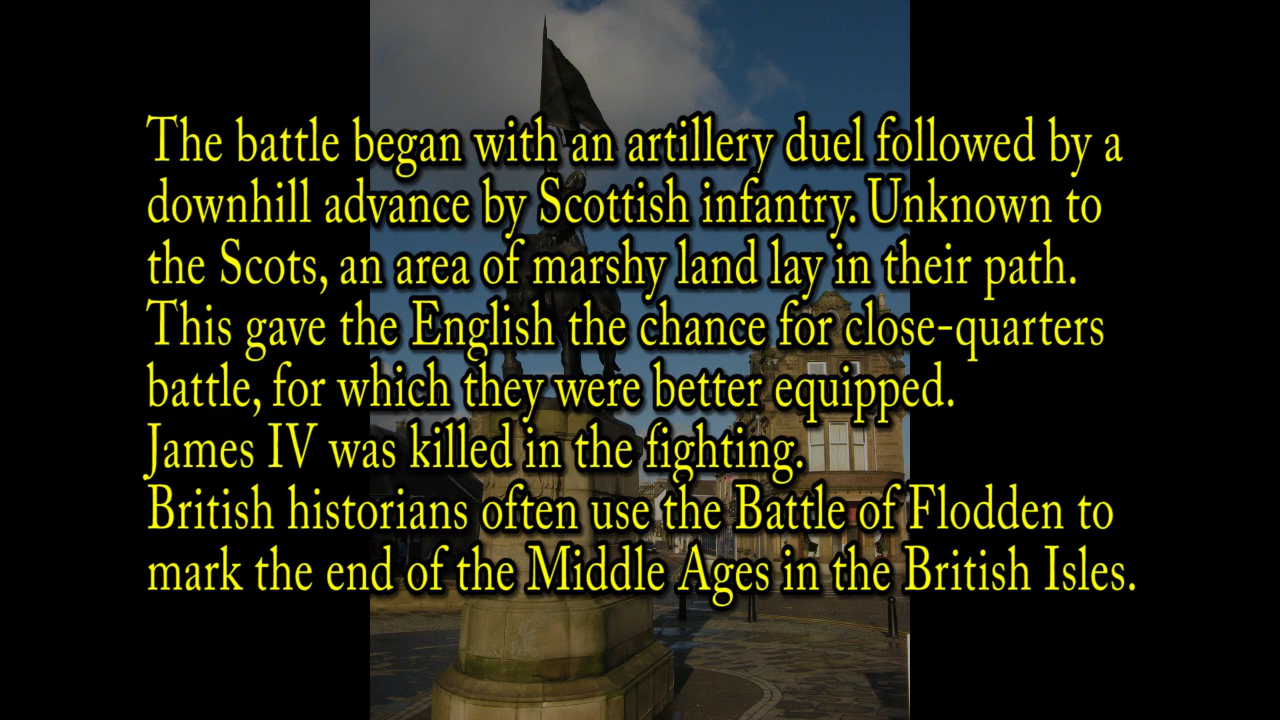 The battle began with an artillery duel followed by a
downhill advance by Scottish infantry. Unknown to
the Scots, an area of marshy land lay in their path.
This gave the English the chance for close-quarters
battle, for which they were better equipped.
James IV was killed in the fighting.
British historians often use the Battle of Flodden to
mark the end of the Middle Ages in the British Isles.